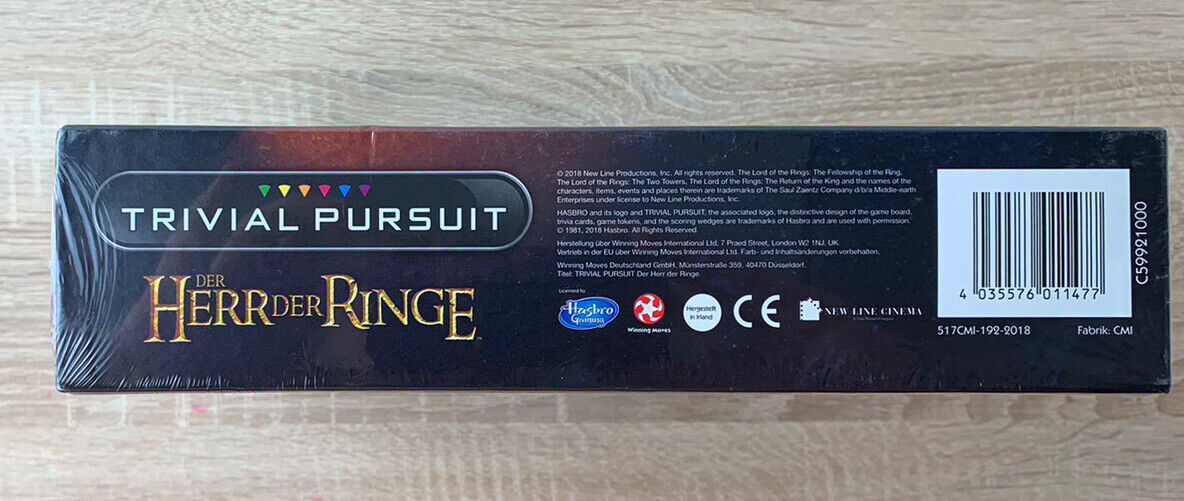 TRIVIAL PURSUIT
DER
HERR DER RINGE
™
© 2018 New Line Productions, Inc. All rights reserved. The Lord of the Rings: The Fellowship of the Ring,
The Lord of the Rings: The Two Towers, The Lord of the Rings: The Return of the King and the names of the
characters, items, events and places therein are trademarks of The Saul Zaentz Company d/b/a Middle-earth
Enterprises under license to New Line Productions, Inc.
HASBRO and its logo and TRIVIAL PURSUIT, the associated logo, the distinctive design of the game board,
trivia cards, game tokens, and the scoring wedges are trademarks of Hasbro and are used with permission.
© 1981, 2018 Hasbro. All Rights Reserved.
Herstellung über Winning Moves International Ltd, 7 Praed Street, London W2 1NJ, UK.
Vertrieb in der EU über Winning Moves International Ltd. Farb- und Inhaltsänderungen vorbehalten.
Winning Moves Deutschland GmbH, Münsterstraße 359, 40470 Düsseldorf.
Titel: TRIVIAL PURSUIT Der Herr der Ringe.
Licensed by
Hasbro
Gaming
Winning Moves
Hergestellt
in Irland
CE
NEW LINE CINEMA
4 035576 011477
517CMI-192-2018
Fabrik: CMI
C59921000